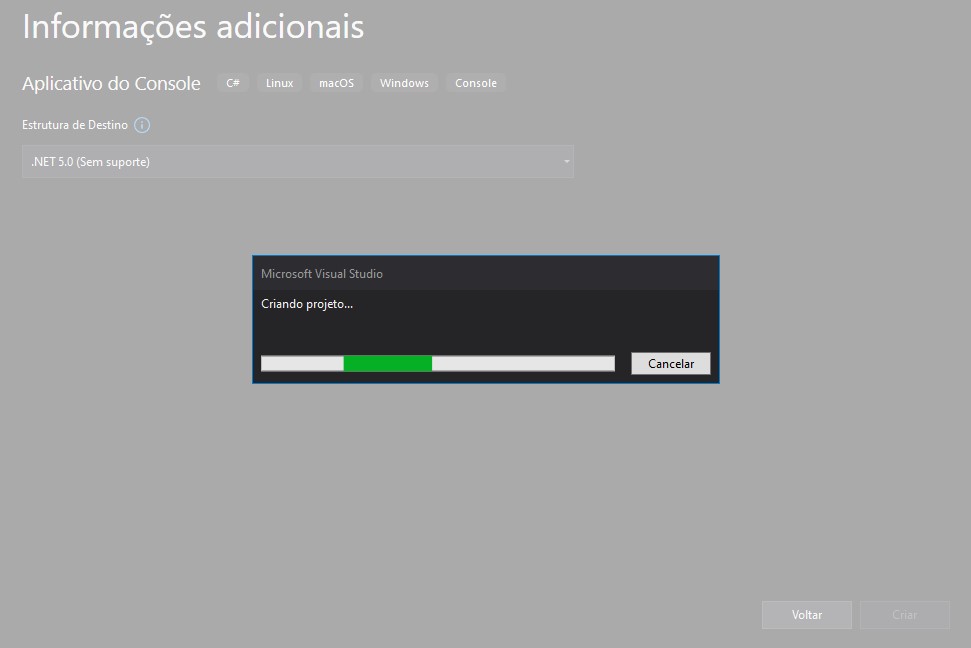 Informações adicionais
Aplicativo do Console C# Linux macOS Windows Console
Estrutura de Destino
.NET 5.0 (Sem suporte)
Microsoft Visual Studio
Criando projeto...
Cancelar
Voltar Criar